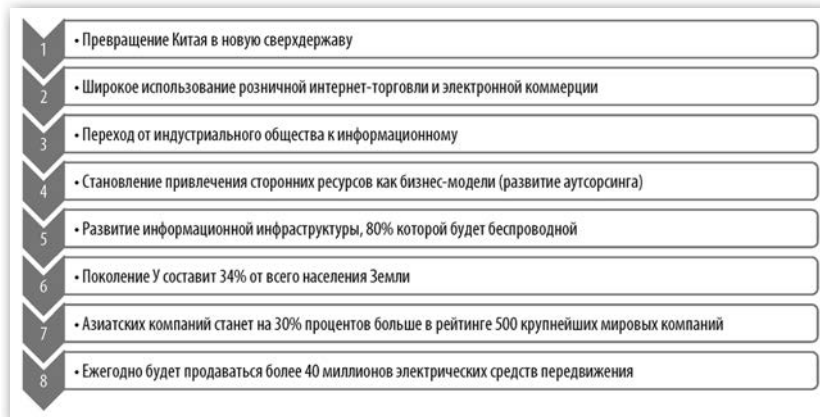 1 • Превращение Китая в новую сверхдержаву
2 • Широкое использование розничной интернет-торговли и электронной коммерции
3 • Переход от индустриального общества к информационному
4 • Становление привлечения сторонних ресурсов как бизнес-модели (развитие аутсорсинга)
5 • Развитие информационной инфраструктуры, 80% которой будет беспроводной
6 • Поколение У составит 34% от всего населения Земли
7 • Азиатских компаний станет на 30% процентов больше в рейтинге 500 крупнейших мировых компаний
8 • Ежегодно будет продаваться более 40 миллионов электрических средств передвижения